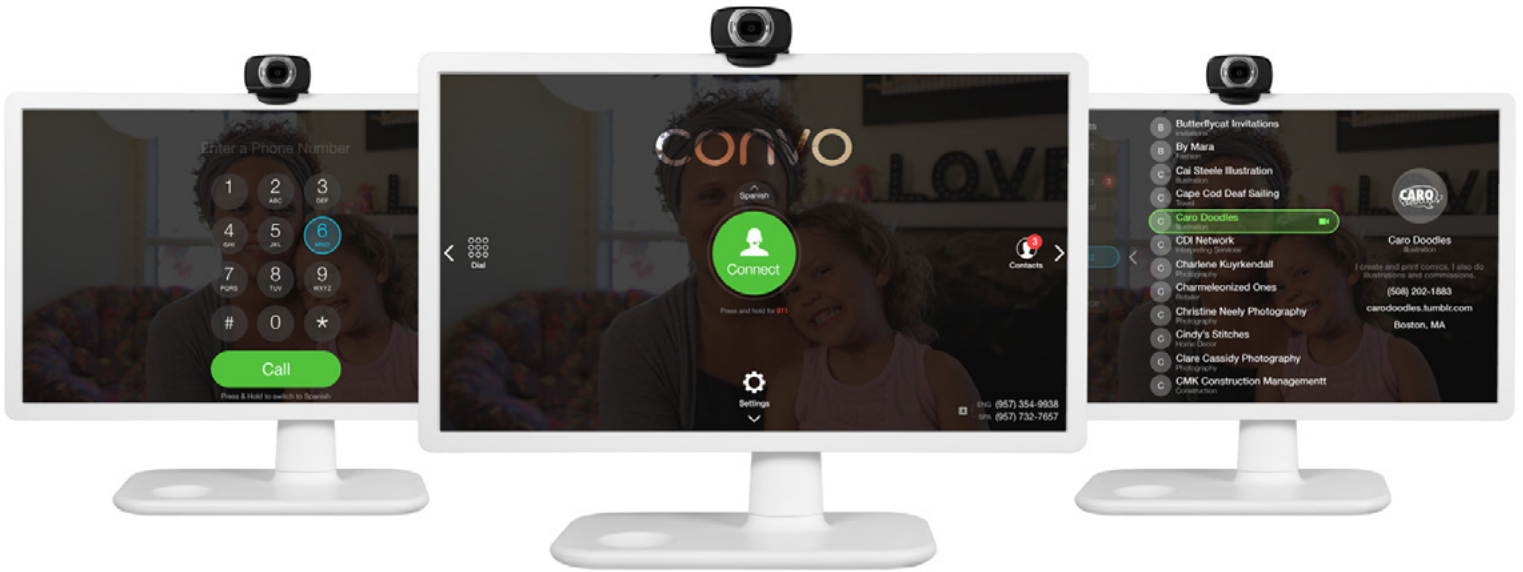 Enter a Phone Number
1
2
ABC
3
DEF
4
GHI
5
JKL
6
MNO
7
PQRS
8
TUV
9
WXYZ
#
0
*
Call
Press & Hold to switch to Spanish
convo
Spanish
Connect
Press and hold for 911
Dial
3
Contacts
Settings
ENG (957) 354-9938
SPA (957) 732-7657
LOVE
B
Butterflycat Invitations
Invitations
B
By Mara
Fashion
C
Cai Steele Illustration
Illustration
C
Cape Cod Deaf Sailing
Travel
C
Caro Doodles
Illustration
C
CDI Network
Interpreting Services
C
Charlene Kuyrkendall
Photography
C
Charmeleonized Ones
Retailer
C
Christine Neely Photography
Photography
C
Cindy's Stitches
Home Decor
C
Clare Cassidy Photography
Photography
C
CMK Construction Managementt
Construction
CARO
Caro Doodles
Illustration
I create and print comics, I also do
illustrations and commissions.
(508) 202-1883
carodoodles.tumblr.com
Boston, MA